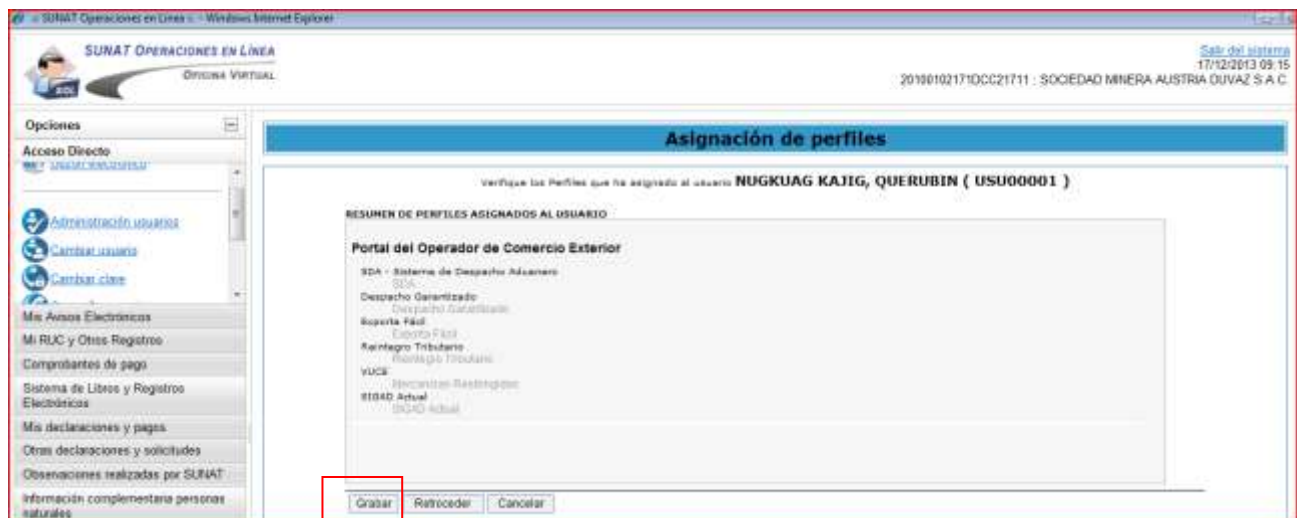 :: SUNAT Operaciones en Linea :: - Windows Internet Explorer
SUNAT OPERACIONES EN LÍNEA
OFICINA VIRTUAL
SOL
Salir del sistema
17/12/2013 09:15
: SOCIEDAD MINERA AUSTRIA DUVAZ S.A.C.
Opciones
Acceso Directo
Buzón electrónico
Administración usuarios
Cambiar usuario
Cambiar clave
Mis Avisos Electrónicos
Mi RUC y Otros Registros
Comprobantes de pago
Sistema de Libros y Registros
Electrónicos
Mis declaraciones y pagos
Otras declaraciones y solicitudes
Observaciones realizadas por SUNAT
Información complementaria personas
naturales
Asignación de perfiles
Verifique los Perfiles que ha asignado al usuario NUGKUAG KAJIG, QUERUBIN ( USU00001 )
RESUMEN DE PERFILES ASIGNADOS AL USUARIO
Portal del Operador de Comercio Exterior
SDA - Sistema de Despacho Aduanero
SDA
Despacho Garantizado
Despacho Garantizado
Exporta Fácil
Exporta Fácil
Reintegro Tributario
Reintegro Tributario
VUCE
Mercancías Restringidas
SIGAD Actual
SIGAD Actual
Grabar
Retroceder
Cancelar